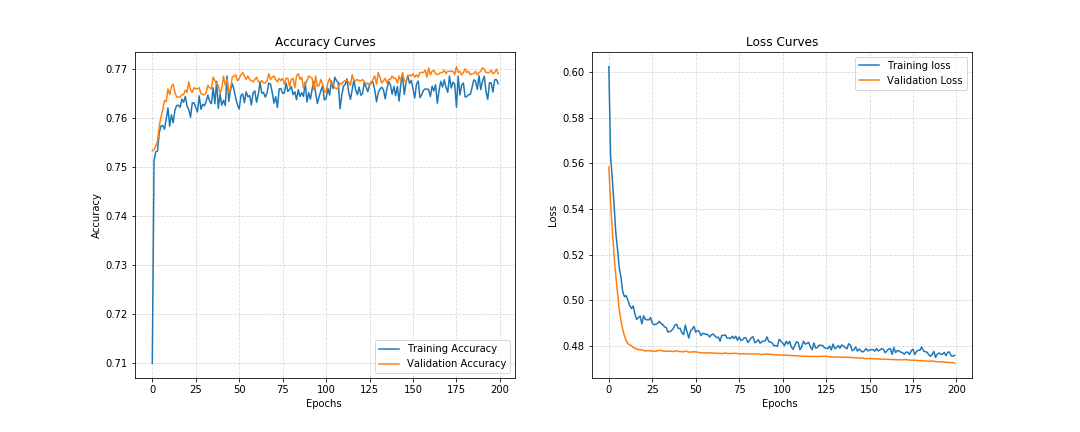 Accuracy Curves
0.77
0.76
0.75
0.74
0.73
0.72
0.71
Accuracy
0 25 50 75 100 125 150 175 200
Epochs
Training Accuracy
Validation Accuracy
Loss Curves
0.60
0.58
0.56
0.54
0.52
0.50
0.48
Loss
0 25 50 75 100 125 150 175 200
Epochs
Training loss
Validation Loss